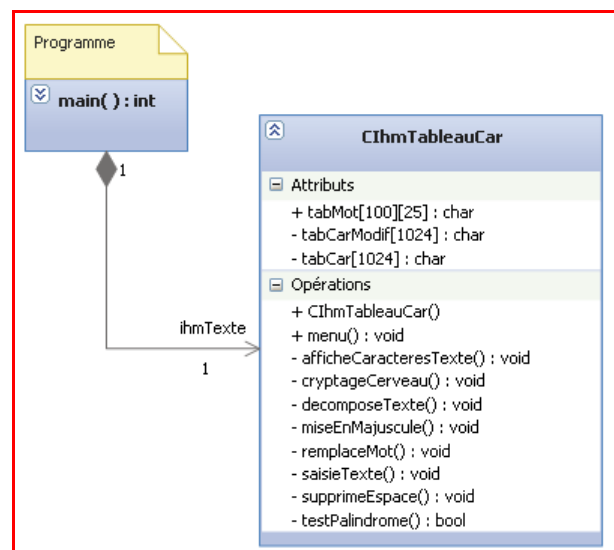 Programme
main( ) : int
1
ihmTexte
1
CIhmTableauCar
Attributs
+ tabMot[100][25] : char
- tabCarModif[1024] : char
- tabCar[1024] : char
Opérations
+ CIhmTableauCar()
+ menu() : void
- afficheCaracteresTexte() : void
- cryptageCerveau() : void
- decomposeTexte() : void
- miseEnMajuscule() : void
- remplaceMot() : void
- saisieTexte() : void
- supprimeEspace() : void
- testPalindrome() : bool